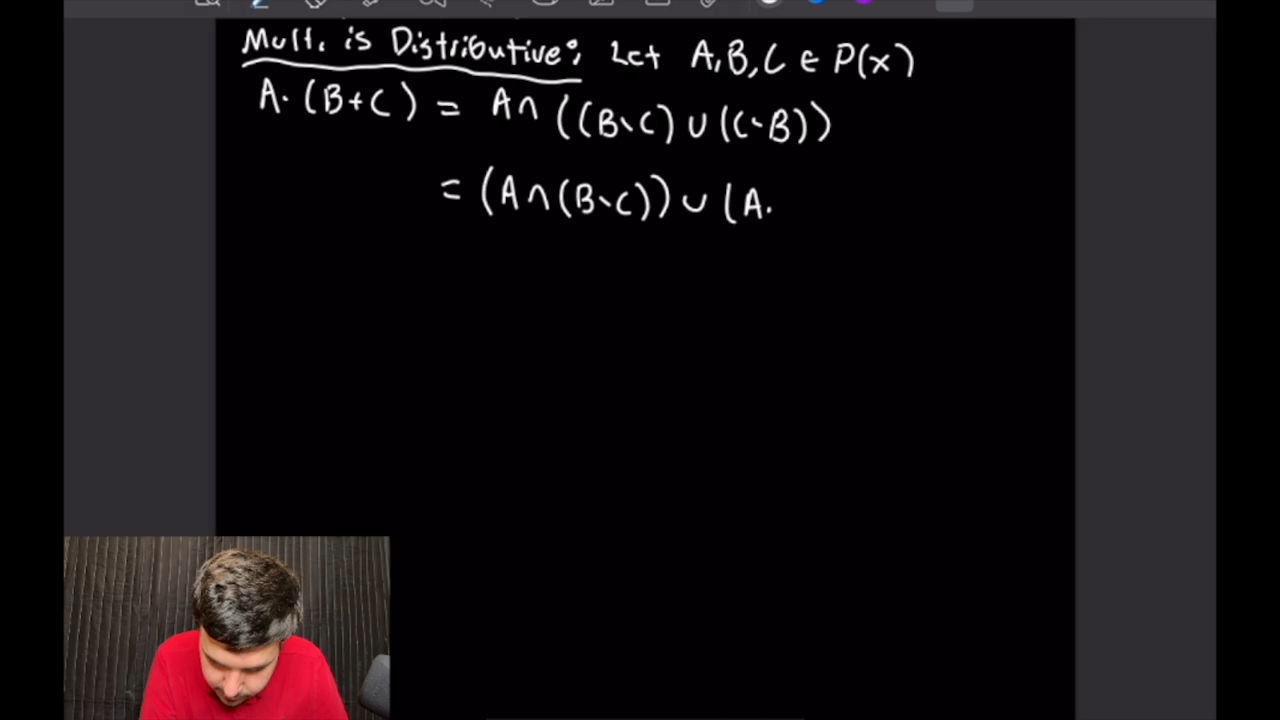 Mult. is Distributive: Let A,B,C ∈ P(x)
A·(B+C) = A∩((B∖C)∪(C∖B))
= (A∩(B∖C))∪(A·